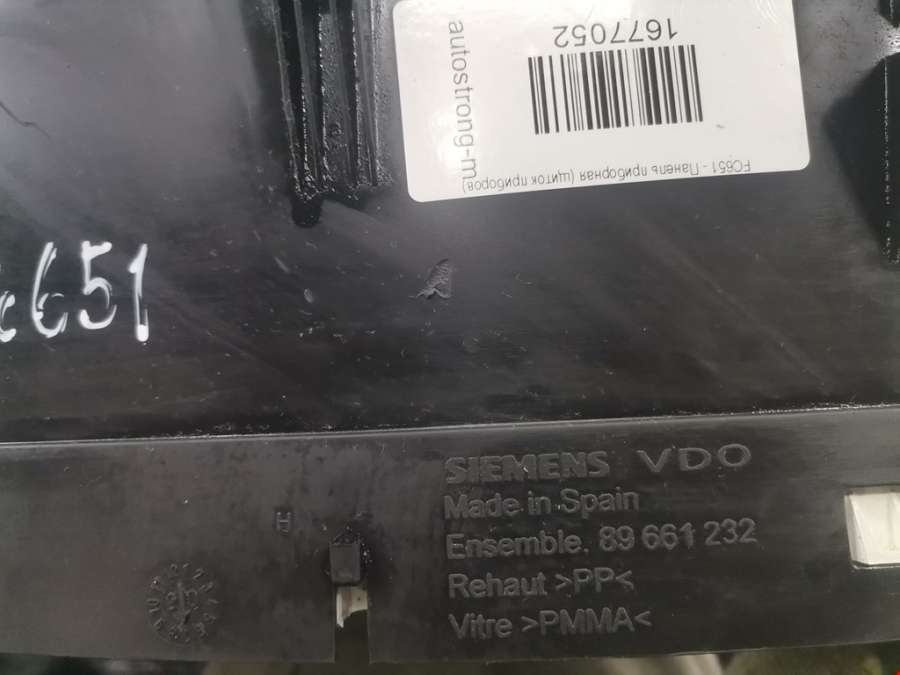 1677052
autostrong-m.
FC651 - Панель приборная (щиток приборов)
651
SIEMENS VDO
Made in Spain
Ensemble. 89 661 232
H
Rehaut >PP<
Vitre >PMMA<